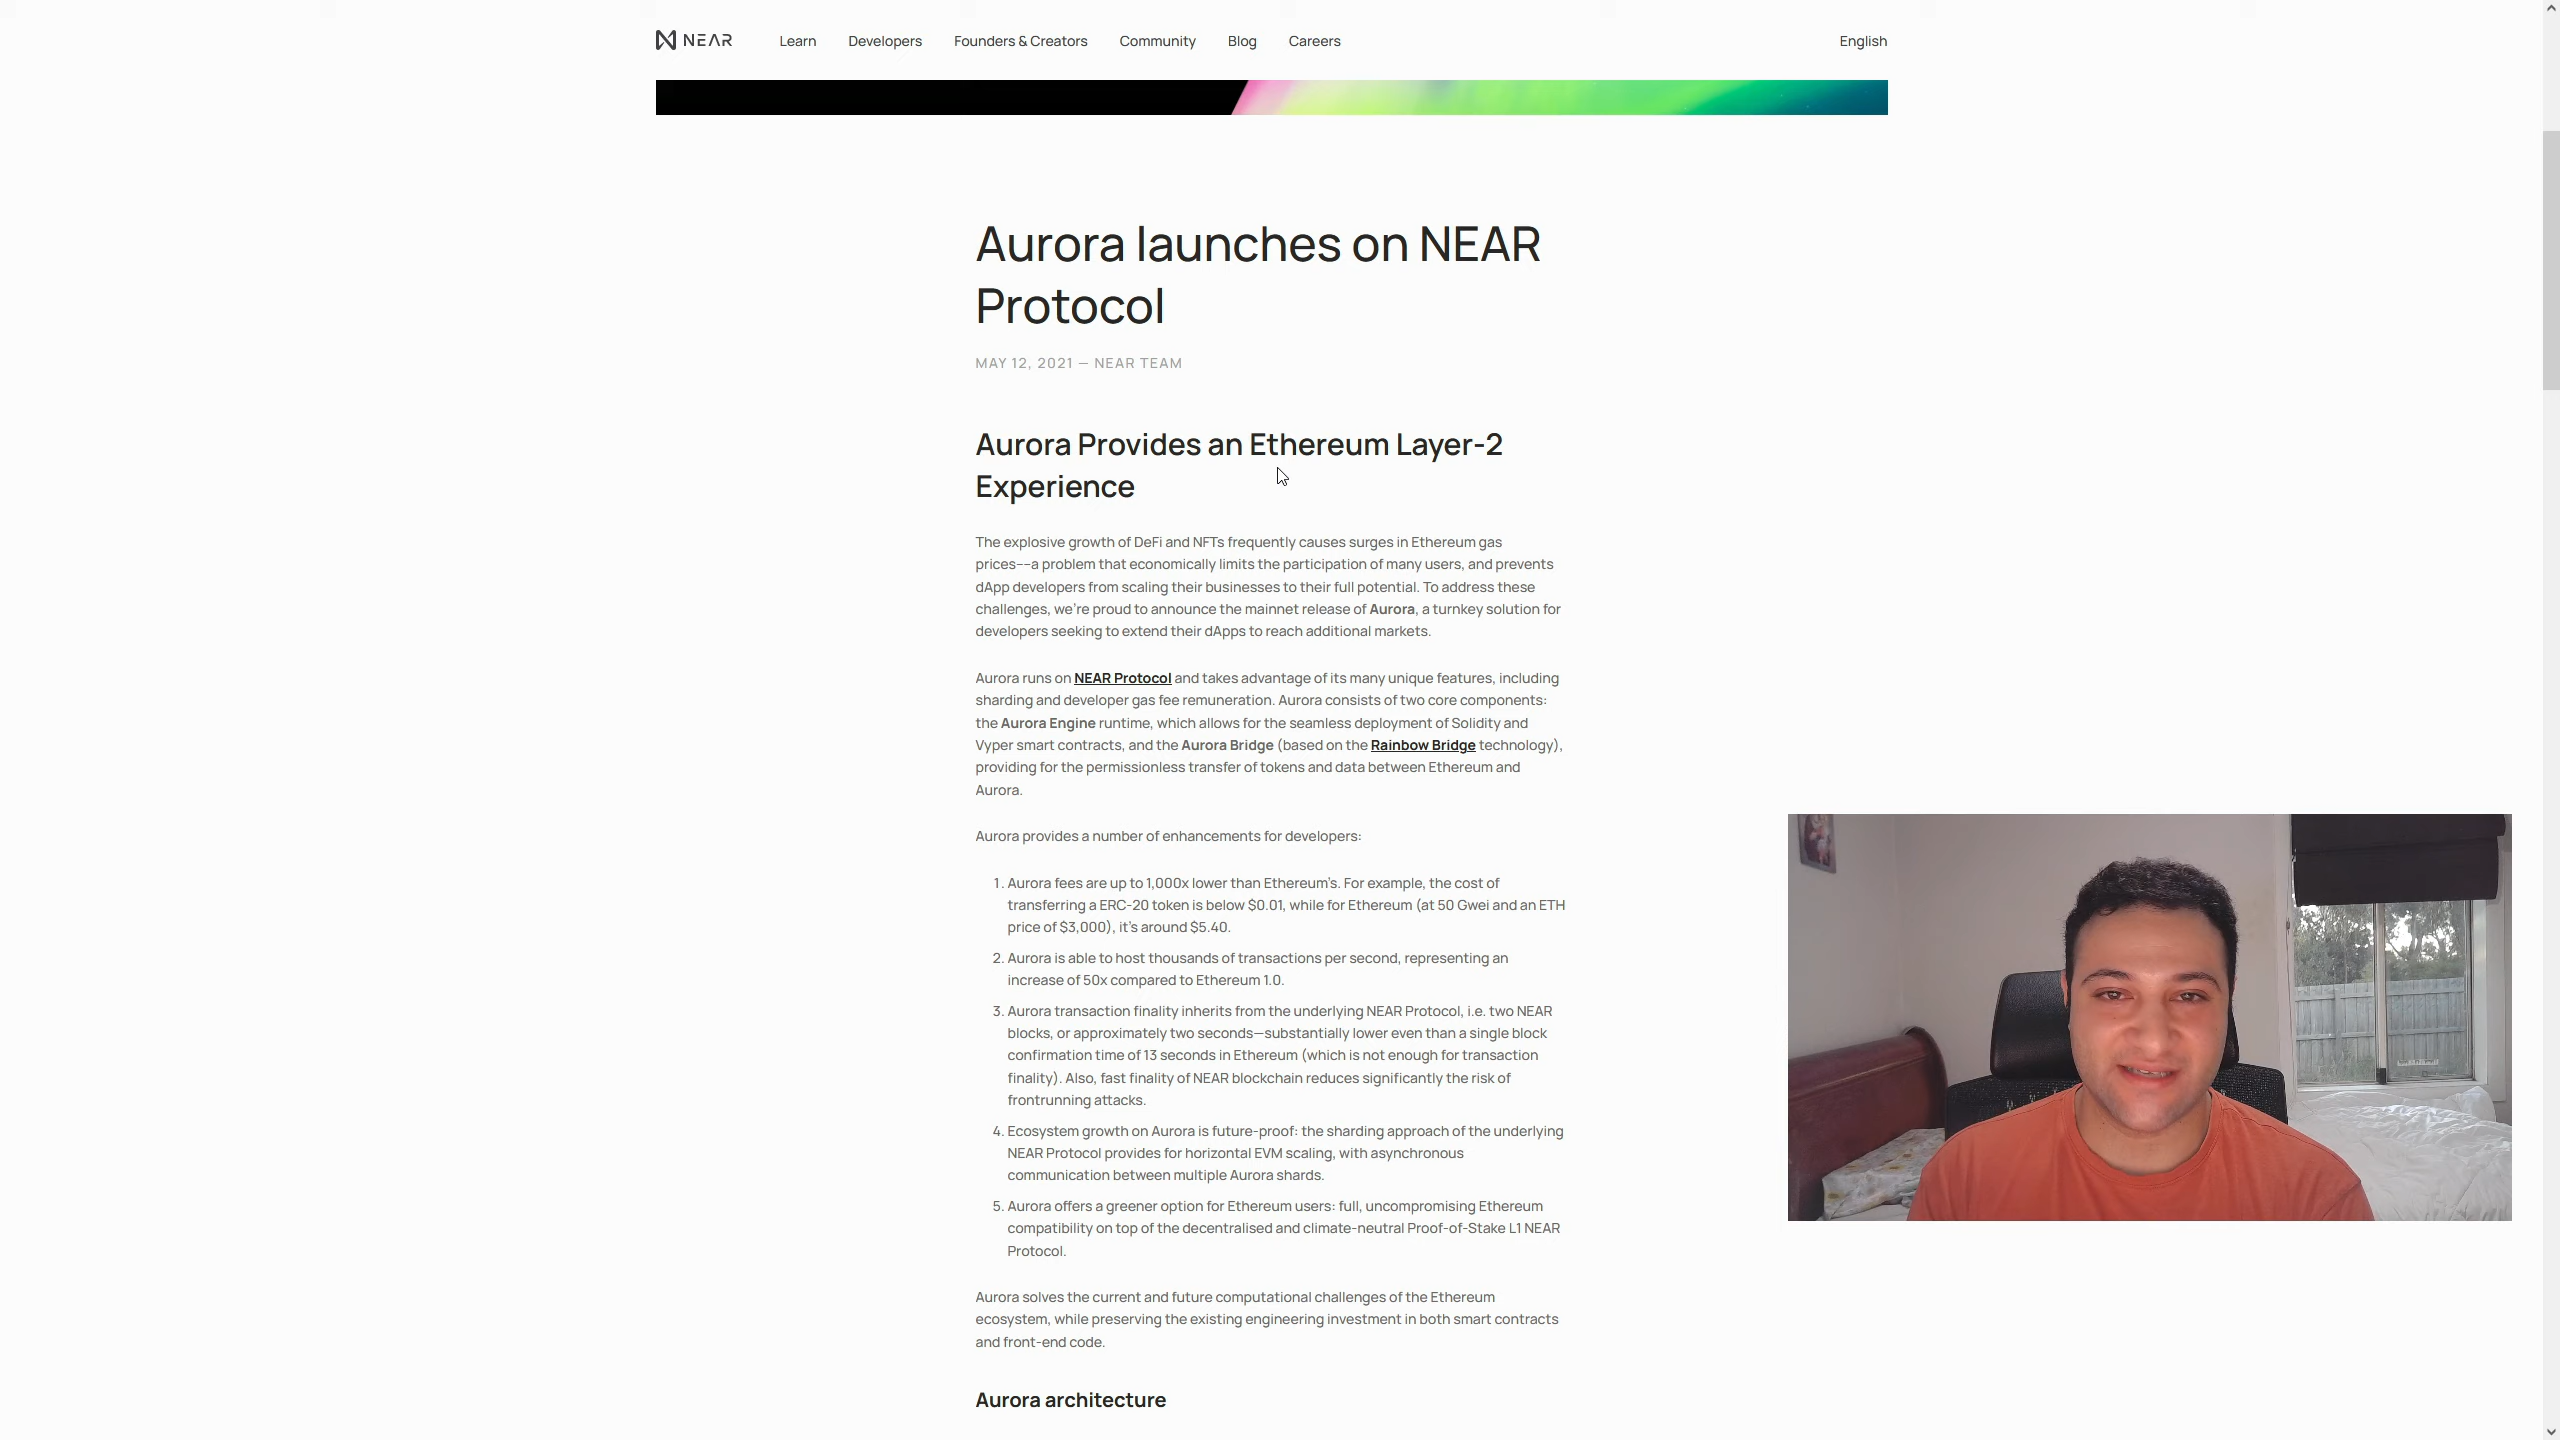 NEAR Learn Developers Founders & Creators Community Blog Careers English
Aurora launches on NEAR
Protocol
MAY 12, 2021 — NEAR TEAM
Aurora Provides an Ethereum Layer-2
Experience
The explosive growth of DeFi and NFTs frequently causes surges in Ethereum gas
prices––a problem that economically limits the participation of many users, and prevents
dApp developers from scaling their businesses to their full potential. To address these
challenges, we're proud to announce the mainnet release of Aurora, a turnkey solution for
developers seeking to extend their dApps to reach additional markets.
Aurora runs on NEAR Protocol and takes advantage of its many unique features, including
sharding and developer gas fee remuneration. Aurora consists of two core components:
the Aurora Engine runtime, which allows for the seamless deployment of Solidity and
Vyper smart contracts, and the Aurora Bridge (based on the Rainbow Bridge technology),
providing for the permissionless transfer of tokens and data between Ethereum and
Aurora.
Aurora provides a number of enhancements for developers:
1. Aurora fees are up to 1,000x lower than Ethereum's. For example, the cost of
transferring a ERC-20 token is below $0.01, while for Ethereum (at 50 Gwei and an ETH
price of $3,000), it's around $5.40.
2. Aurora is able to host thousands of transactions per second, representing an
increase of 50x compared to Ethereum 1.0.
3. Aurora transaction finality inherits from the underlying NEAR Protocol, i.e. two NEAR
blocks, or approximately two seconds—substantially lower even than a single block
confirmation time of 13 seconds in Ethereum (which is not enough for transaction
finality). Also, fast finality of NEAR blockchain reduces significantly the risk of
frontrunning attacks.
4. Ecosystem growth on Aurora is future-proof: the sharding approach of the underlying
NEAR Protocol provides for horizontal EVM scaling, with asynchronous
communication between multiple Aurora shards.
5. Aurora offers a greener option for Ethereum users: full, uncompromising Ethereum
compatibility on top of the decentralised and climate-neutral Proof-of-Stake L1 NEAR
Protocol.
Aurora solves the current and future computational challenges of the Ethereum
ecosystem, while preserving the existing engineering investment in both smart contracts
and front-end code.
Aurora architecture